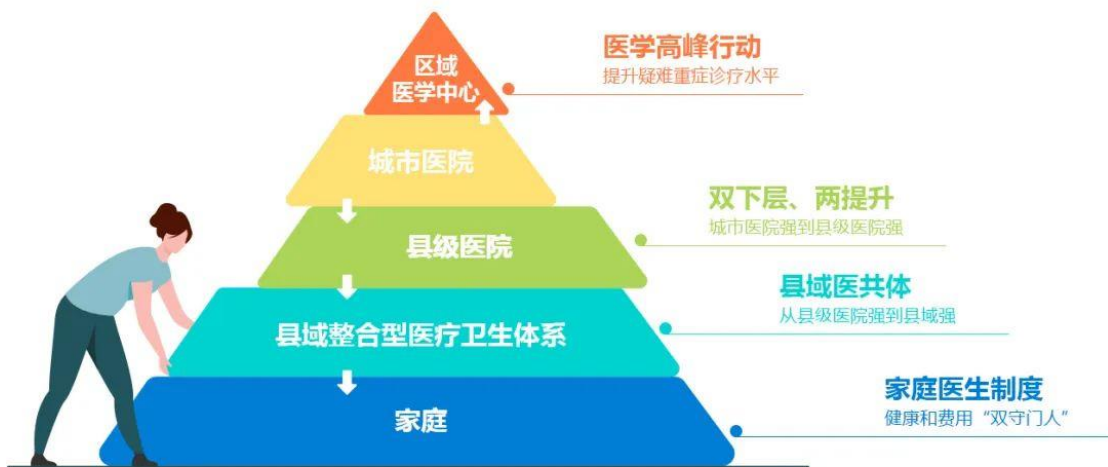 区域
医学中心
医学高峰行动
提升疑难重症诊疗水平
城市医院
双下层、两提升
城市医院强到县级医院强
县级医院
县域医共体
从县级医院强到县域强
县域整合型医疗卫生体系
家庭医生制度
健康和费用“双守门人”
家庭